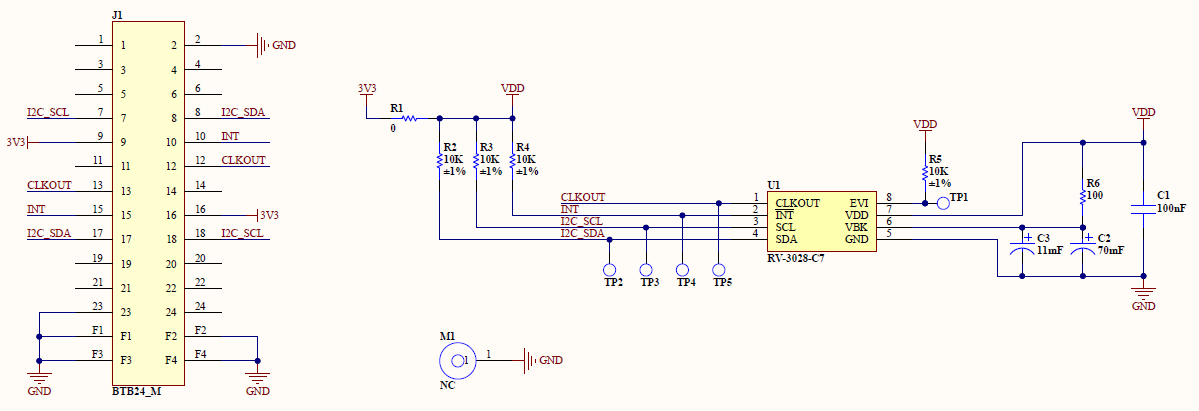 J1
1 1 2 2 GND
3 3 4 4
5 5 6 6
I2C_SCL 7 7 8 8 I2C_SDA
3V3 9 9 10 10 INT
11 11 12 12 CLKOUT
CLKOUT 13 13 14 14
INT 15 15 16 16 3V3
I2C_SDA 17 17 18 18 I2C_SCL
19 19 20 20
21 21 22 22
23 23 24 24
F1 F1 F2 F2
F3 F3 F4 F4
GND GND
BTB24_M
3V3 VDD
R1
0
R2 R3 R4
10K 10K 10K
±1% ±1% ±1%
CLKOUT
INT
I2C_SCL
I2C_SDA
TP2 TP3 TP4 TP5
U1
1 CLKOUT EVI 8
2 INT VDD 7
3 SCL VBK 6
4 SDA GND 5
RV-3028-C7
VDD
R5
10K
±1%
TP1
VDD
R6
100
C1
100nF
C3
11mF
C2
70mF
GND
M1
1 1 GND
NC